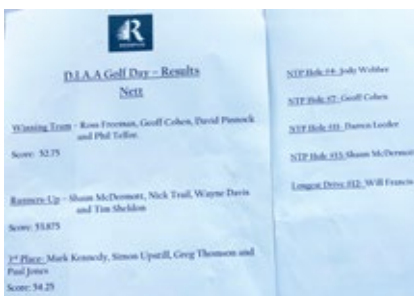 R
D.I.A.A Golf Day – Results
Nett
Winning Team – Ross Freeman, Geoff Cohen, David Pinnock
and Phil Telfer.
Score: 52.75
Runners Up – Shaun McDermott, Nick Trail, Wayne Davis
and Tim Sheldon
Score: 53.875
3rd Place- Mark Kennedy, Simon Upstill, Greg Thomson and
Paul Jones
Score: 54.25
NTP Hole #4- Jody Webber
NTP Hole #7- Geoff Cohen
NTP Hole #11- Darren Leeder
NTP Hole #15- Shaun McDermott
Longest Drive #12- Will Francis